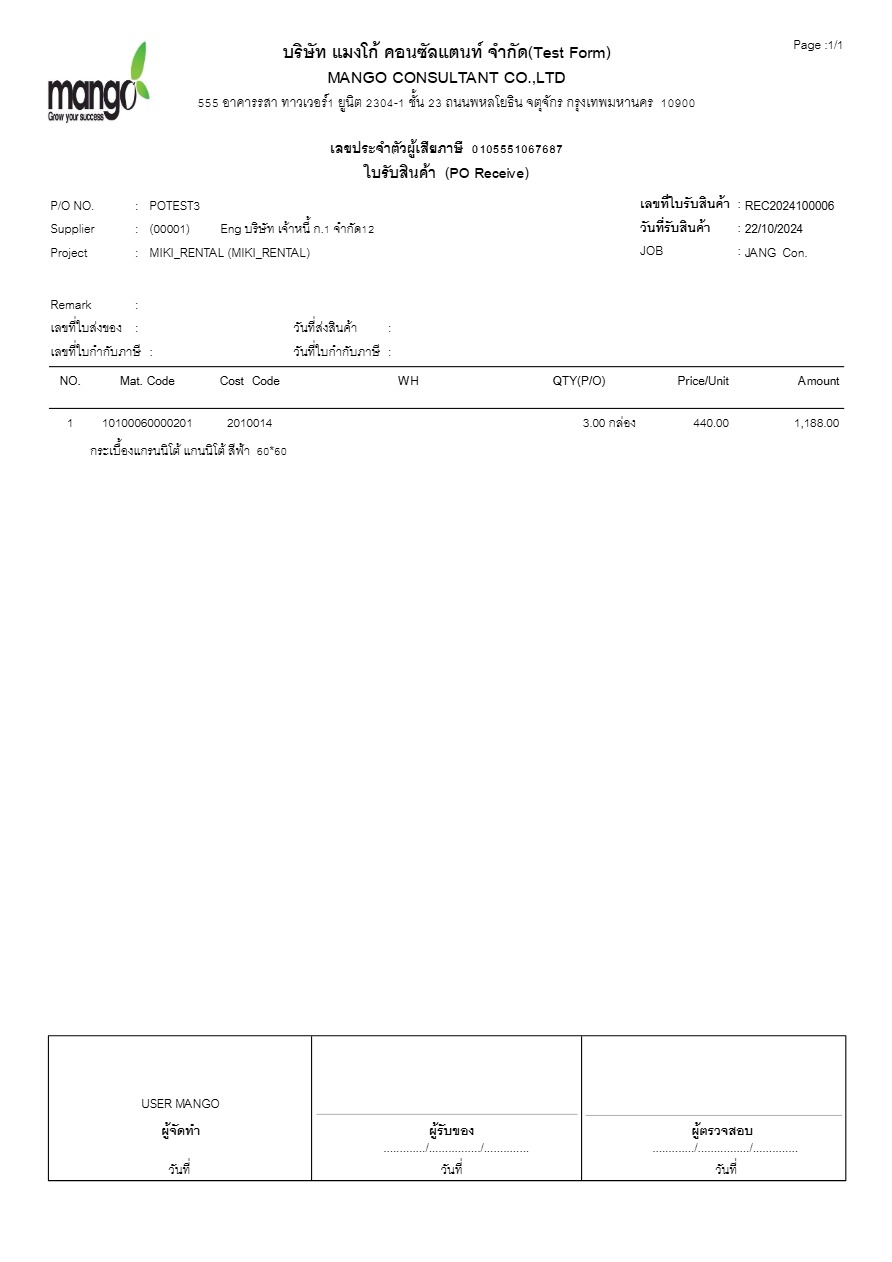 Page :1/1
mango
Grow your success
บริษัท แมงโก้ คอนซัลแตนท์ จำกัด(Test Form)
MANGO CONSULTANT CO.,LTD
555 อาคารรสา ทาวเวอร์1 ยูนิต 2304-1 ชั้น 23 ถนนพหลโยธิน จตุจักร กรุงเทพมหานคร 10900
เลขประจำตัวผู้เสียภาษี 0105551067687
ใบรับสินค้า (PO Receive)
P/O NO. : POTEST3 เลขที่ใบรับสินค้า : REC2024100006
Supplier : (00001) Eng บริษัท เจ้าหนี้ ก.1 จำกัด12 วันที่รับสินค้า : 22/10/2024
Project : MIKI_RENTAL (MIKI_RENTAL) JOB : JANG Con.
Remark :
เลขที่ใบส่งของ : วันที่ส่งสินค้า :
เลขที่ใบกำกับภาษี : วันที่ใบกำกับภาษี :
NO. Mat. Code Cost Code WH QTY(P/O) Price/Unit Amount
1 10100060000201 2010014 3.00 กล่อง 440.00 1,188.00
กระเบื้องแกรนนิโต้ แกนนิโต้ สีฟ้า 60*60
USER MANGO
ผู้จัดทำ ผู้รับของ ผู้ตรวจสอบ
............./................/.............. ............./................/..............
วันที่ วันที่ วันที่